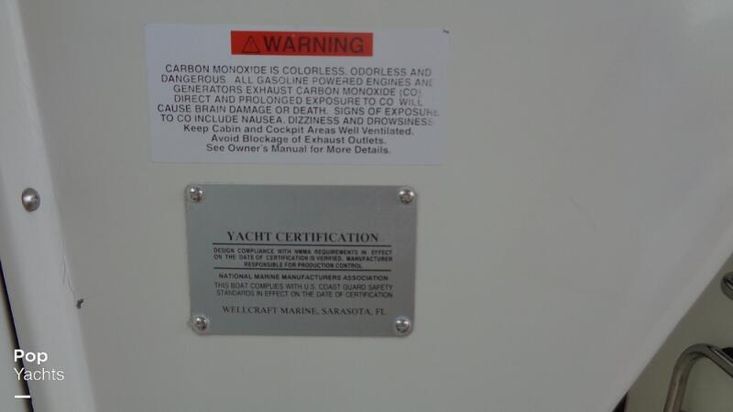 ⚠WARNING
CARBON MONOXIDE IS COLORLESS, ODORLESS AND
DANGEROUS. ALL GASOLINE POWERED ENGINES AND
GENERATORS EXHAUST CARBON MONOXIDE (CO).
DIRECT AND PROLONGED EXPOSURE TO CO WILL
CAUSE BRAIN DAMAGE OR DEATH. SIGNS OF EXPOSURE
TO CO INCLUDE NAUSEA, DIZZINESS AND DROWSINESS.
Keep Cabin and Cockpit Areas Well Ventilated.
Avoid Blockage of Exhaust Outlets.
See Owner's Manual for More Details.
YACHT CERTIFICATION
DESIGN COMPLIANCE WITH NMMA REQUIREMENTS IN EFFECT
ON THE DATE OF CERTIFICATION IS VERIFIED. MANUFACTURER
RESPONSIBLE FOR PRODUCTION CONTROL.
NATIONAL MARINE MANUFACTURERS ASSOCIATION
THIS BOAT COMPLIES WITH U.S. COAST GUARD SAFETY
STANDARDS IN EFFECT ON THE DATE OF CERTIFICATION
WELLCRAFT MARINE, SARASOTA, FL
Pop
Yachts